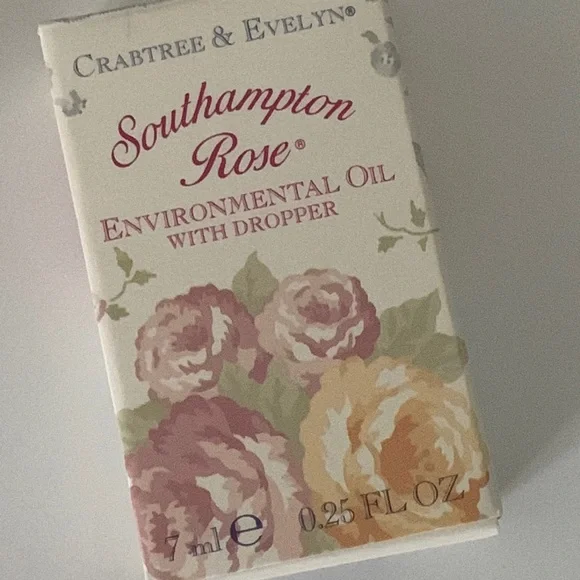 CRABTREE & EVELYN®
Southampton
Rose®
ENVIRONMENTAL OIL
WITH DROPPER
7 ml ℮ 0.25 FL OZ